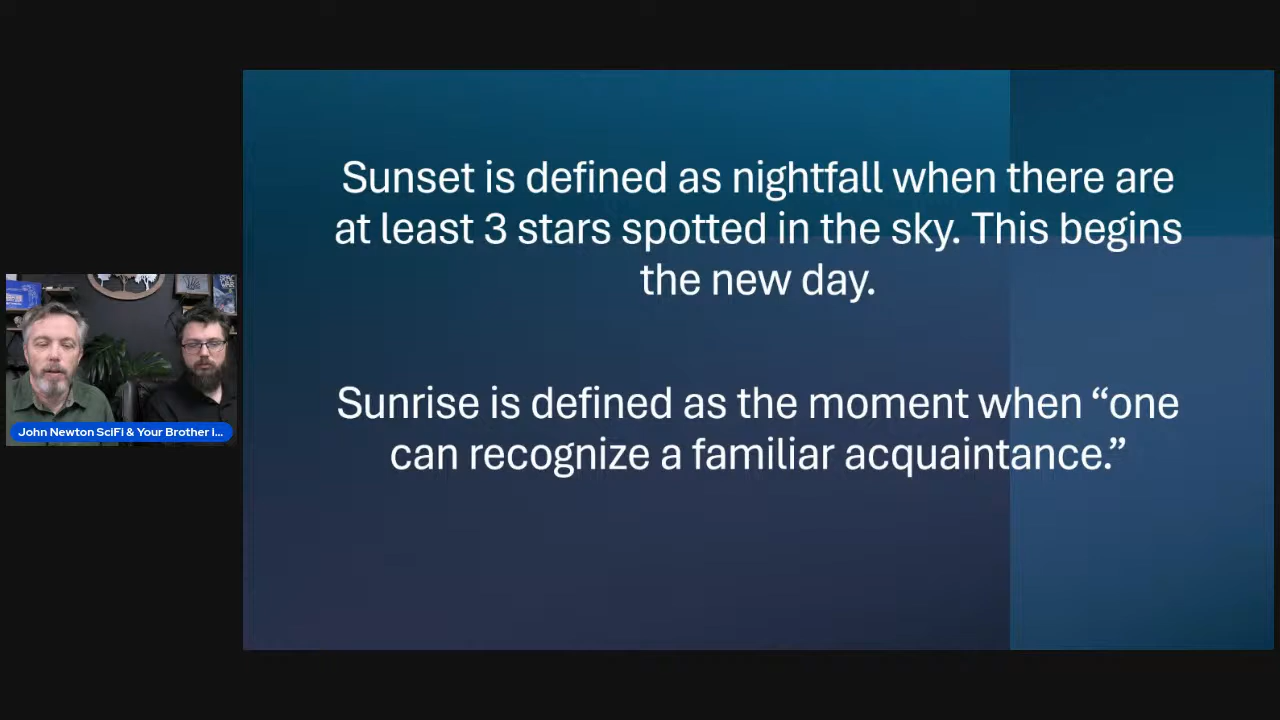 Sunset is defined as nightfall when there are
at least 3 stars spotted in the sky. This begins
the new day.
Sunrise is defined as the moment when “one
can recognize a familiar acquaintance.”
John Newton SciFi & Your Brother i...